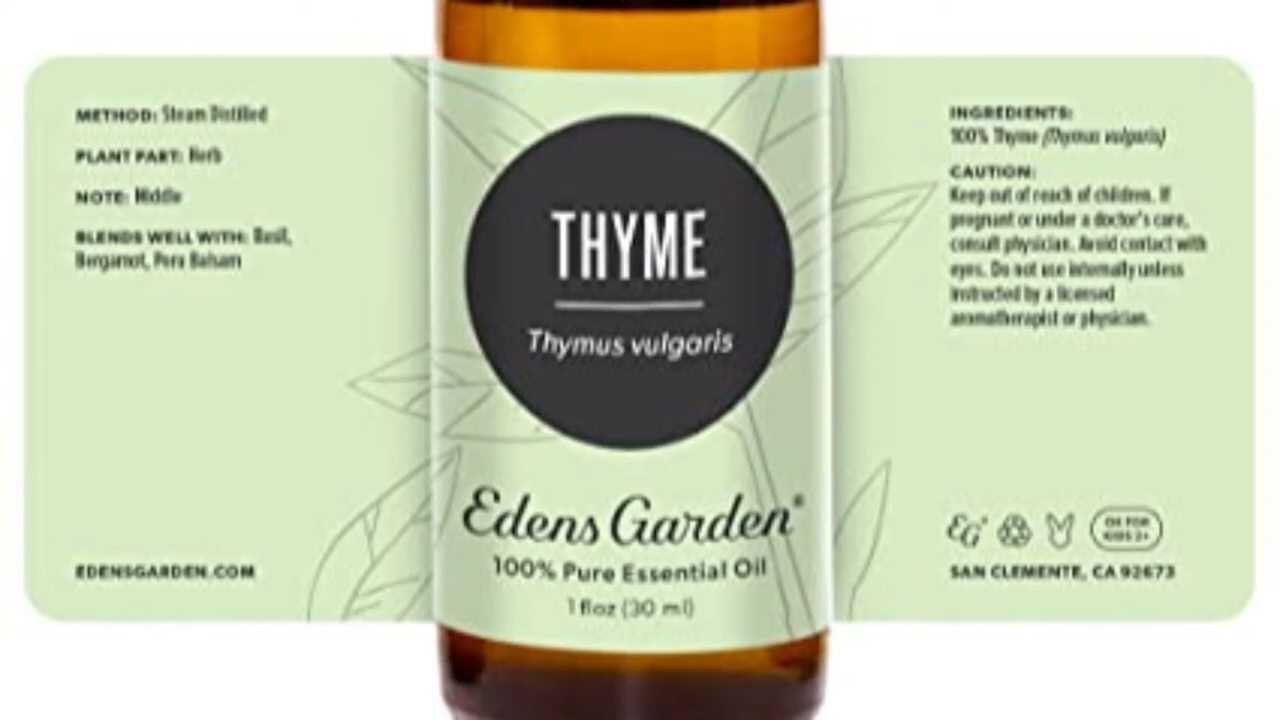 METHOD: Steam Distilled
PLANT PART: Herb
NOTE: Middle
BLENDS WELL WITH: Basil,
Bergamot, Peru Balsam
EDENSGARDEN.COM
THYME
Thymus vulgaris
Edens Garden®
100% Pure Essential Oil
1 fl oz (30 ml)
INGREDIENTS:
100% Thyme (Thymus vulgaris)
CAUTION:
Keep out of reach of children. If
pregnant or under a doctor's care,
consult physician. Avoid contact with
eyes. Do not use internally unless
instructed by a licensed
aromatherapist or physician.
EG®
OK FOR
KIDS 2+
SAN CLEMENTE, CA 92673